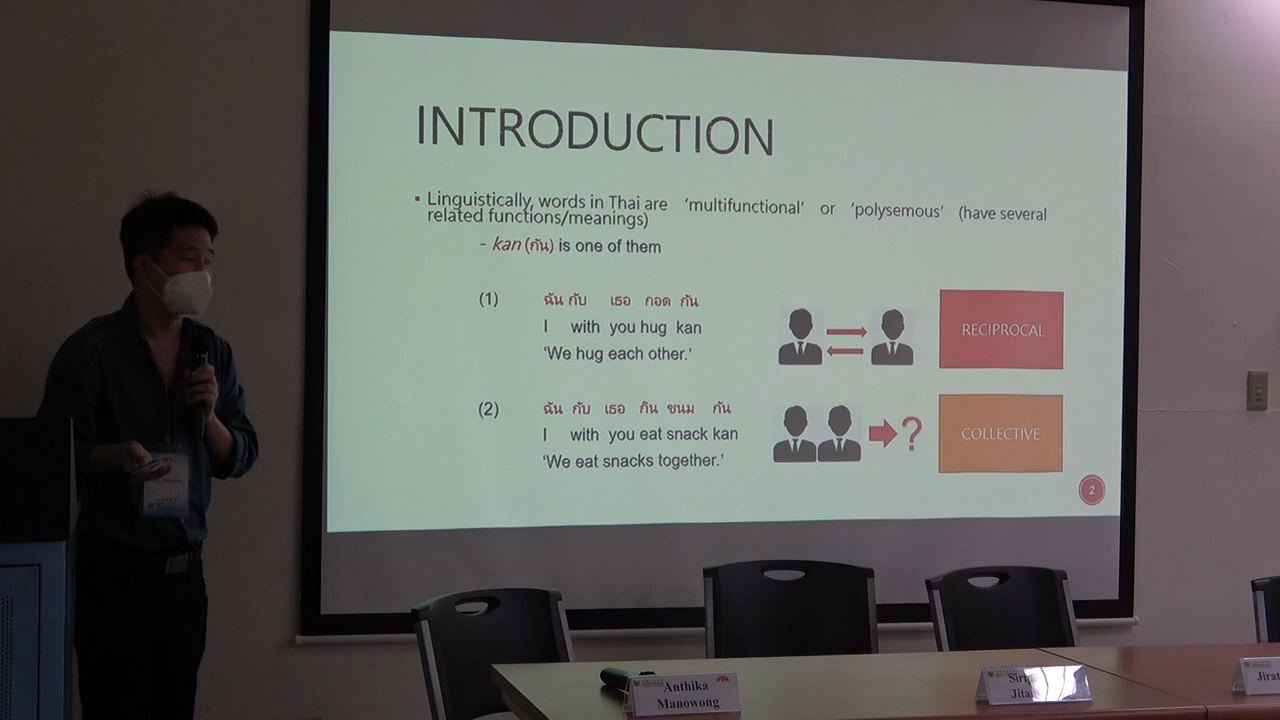 INTRODUCTION
▪ Linguistically, words in Thai are 'multifunctional' or 'polysemous' (have several
related functions/meanings)
- kan (กัน) is one of them
(1) ฉัน กับ เธอ กอด กัน
I with you hug kan
'We hug each other.'
RECIPROCAL
(2) ฉัน กับ เธอ กิน ขนม กัน
I with you eat snack kan
'We eat snacks together.'
?
COLLECTIVE
2
Anthika
Manowong